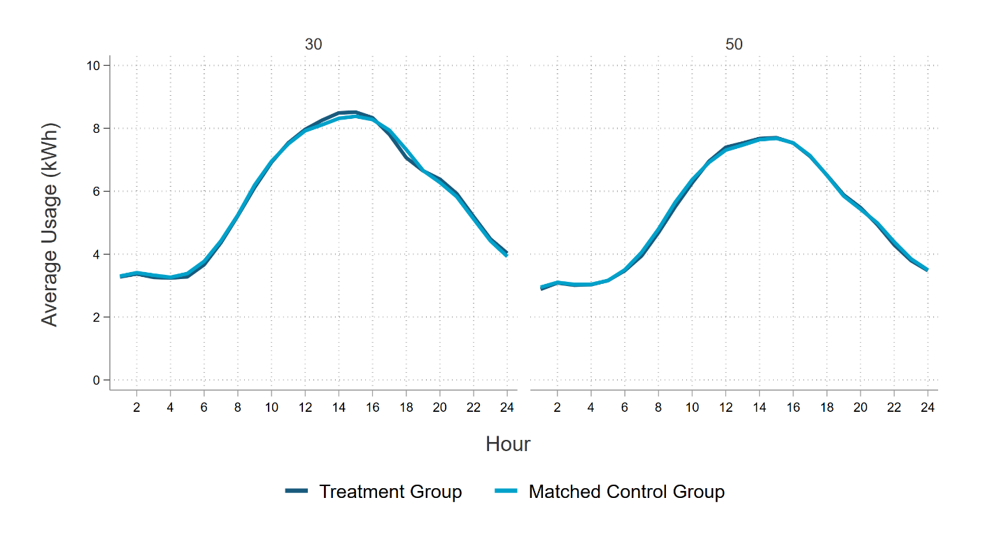 30 50
10
8
6
4
2
0
Average Usage (kWh)
2 4 6 8 10 12 14 16 18 20 22 24 2 4 6 8 10 12 14 16 18 20 22 24
Hour
Treatment Group Matched Control Group